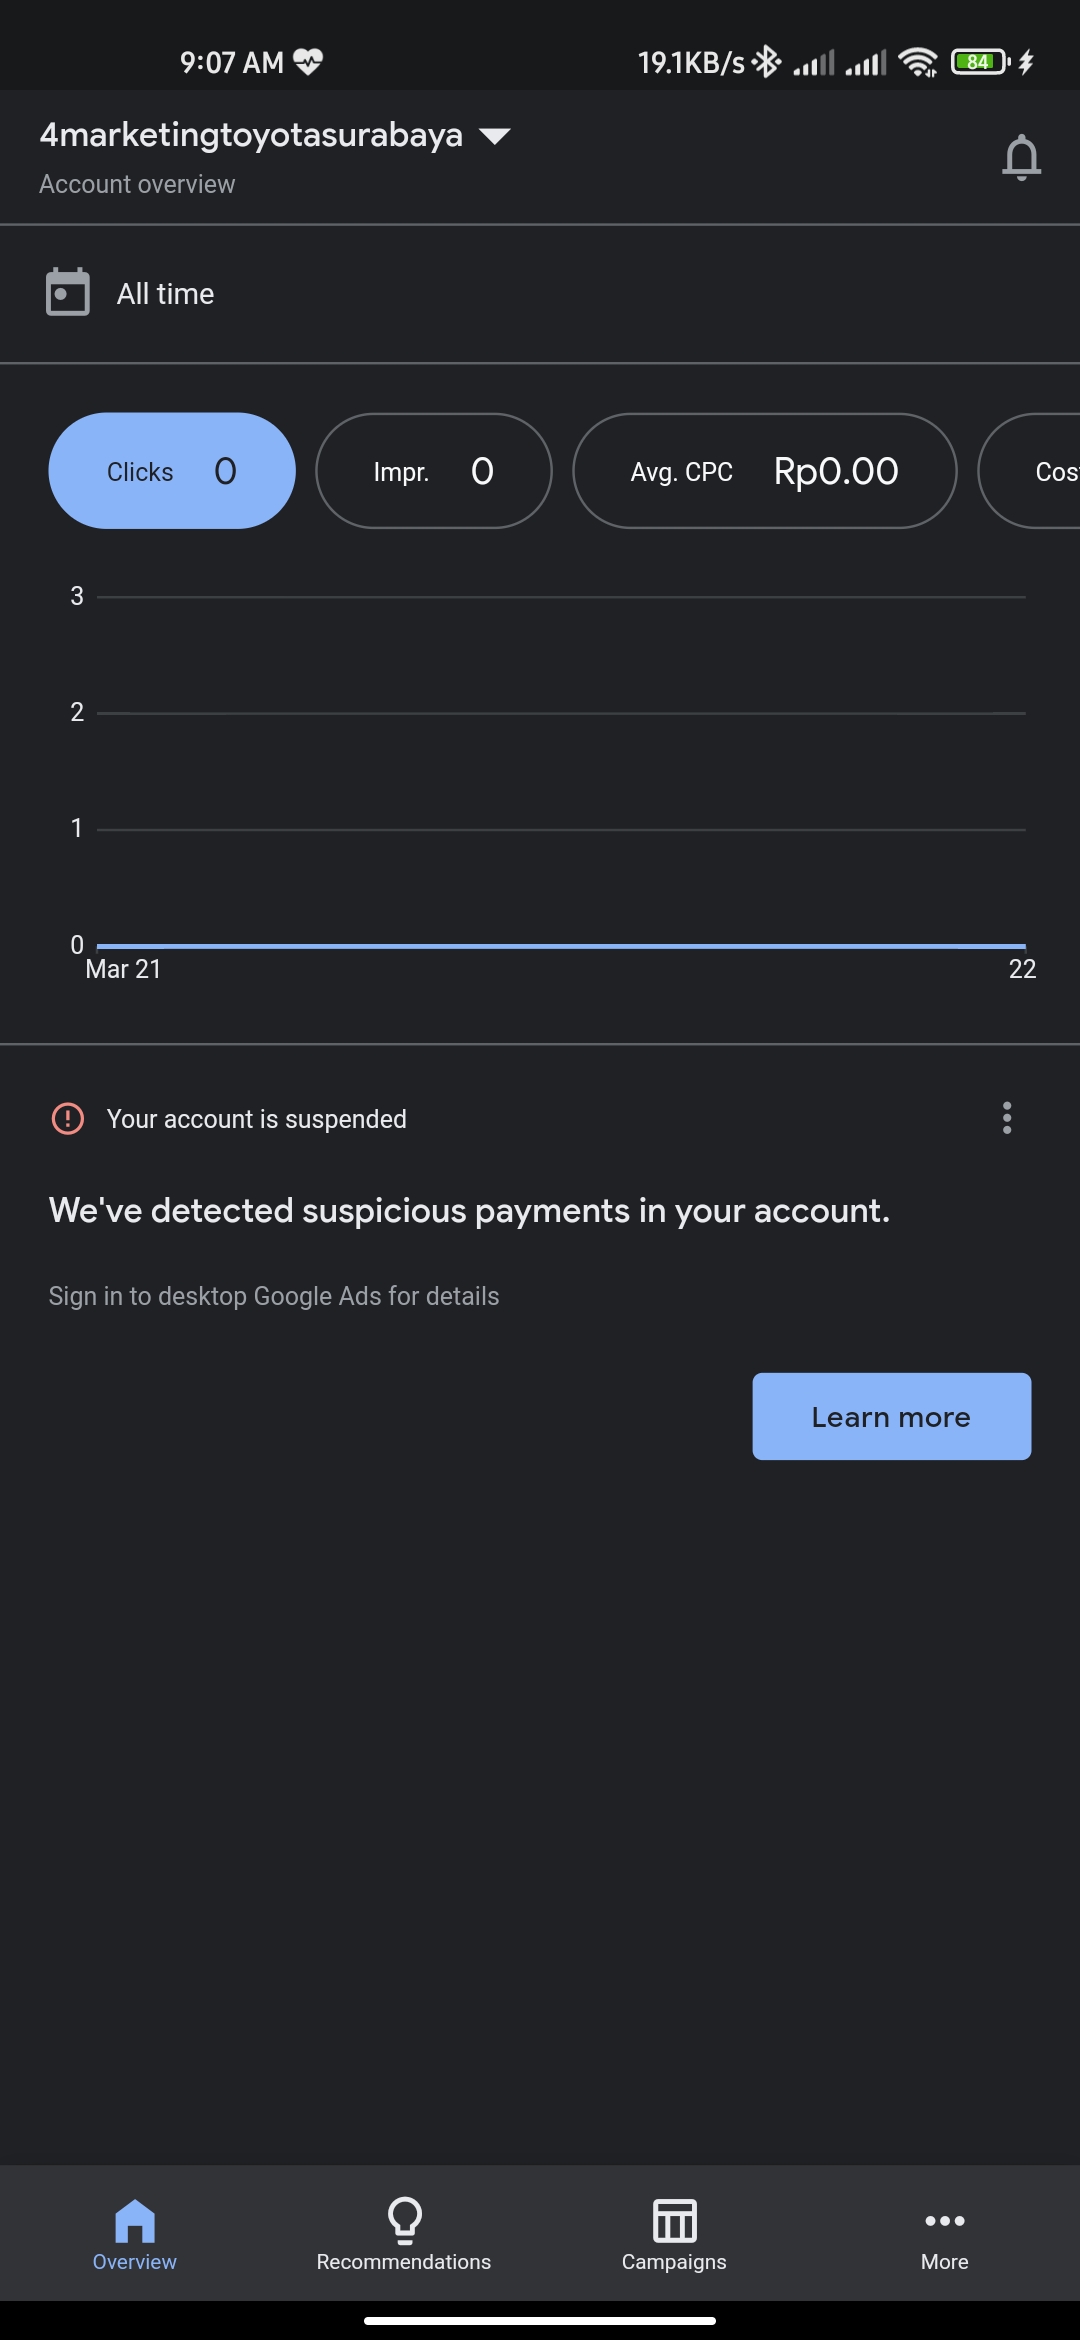 9:07 AM
19.1KB/s
84
4marketingtoyotasurabaya
Account overview
All time
Clicks 0
Impr. 0
Avg. CPC Rp0.00
Cos
3
2
1
0
Mar 21
22
Your account is suspended
We've detected suspicious payments in your account.
Sign in to desktop Google Ads for details
Learn more
Overview
Recommendations
Campaigns
More